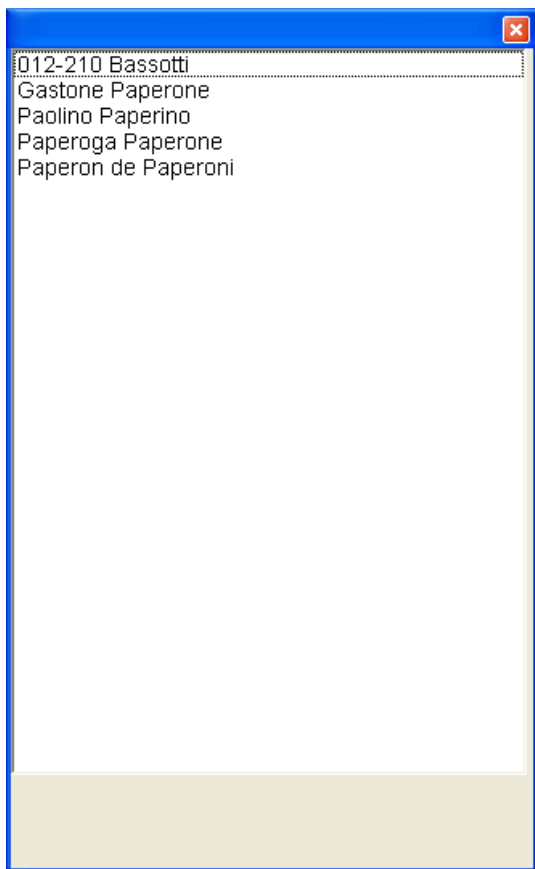 012-210 Bassotti
Gastone Paperone
Paolino Paperino
Paperoga Paperone
Paperon de Paperoni